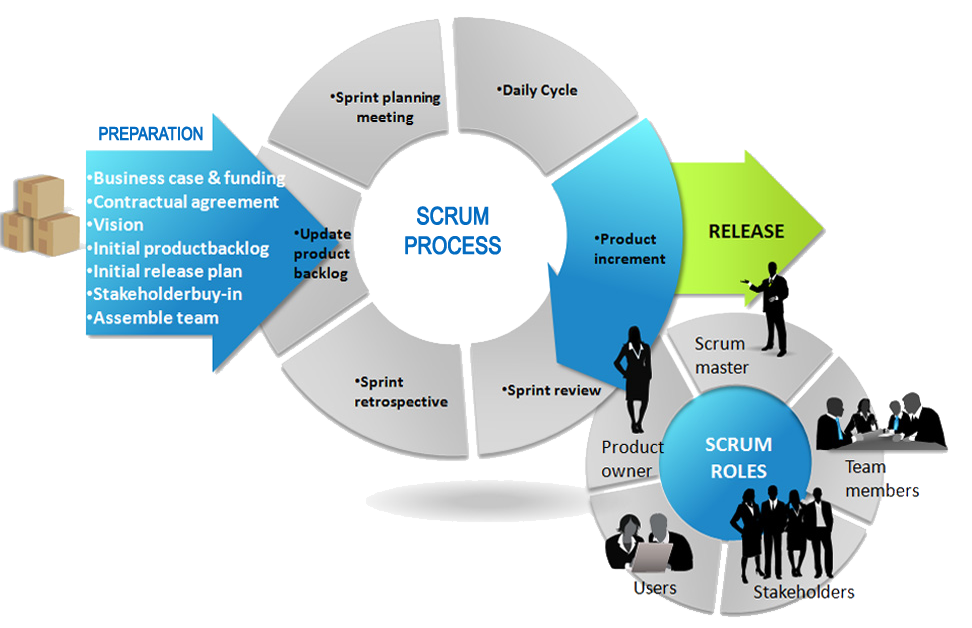 PREPARATION
•Business case & funding
•Contractual agreement
•Vision
•Initial productbacklog
•Initial release plan
•Stakeholderbuy-in
•Assemble team
SCRUM
PROCESS
•Update
product
backlog
•Sprint planning
meeting
•Daily Cycle
•Product
increment
•Sprint review
•Sprint
retrospective
RELEASE
SCRUM
ROLES
Scrum
master
Team
members
Stakeholders
Users
Product
owner